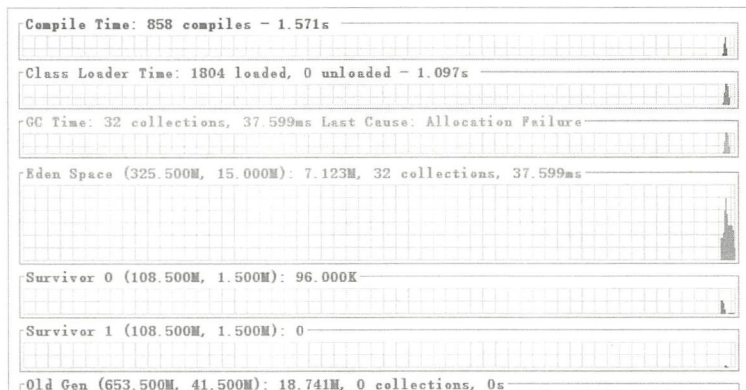 Compile Time: 858 compiles - 1.571s
Class Loader Time: 1804 loaded, 0 unloaded - 1.097s
GC Time: 32 collections, 37.599ms Last Cause: Allocation Failure
Eden Space (325.500M, 15.000M): 7.123M, 32 collections, 37.599ms
Survivor 0 (108.500M, 1.500M): 96.000K
Survivor 1 (108.500M, 1.500M): 0
Old Gen (653.500M, 41.500M): 18.741M, 0 collections, 0s